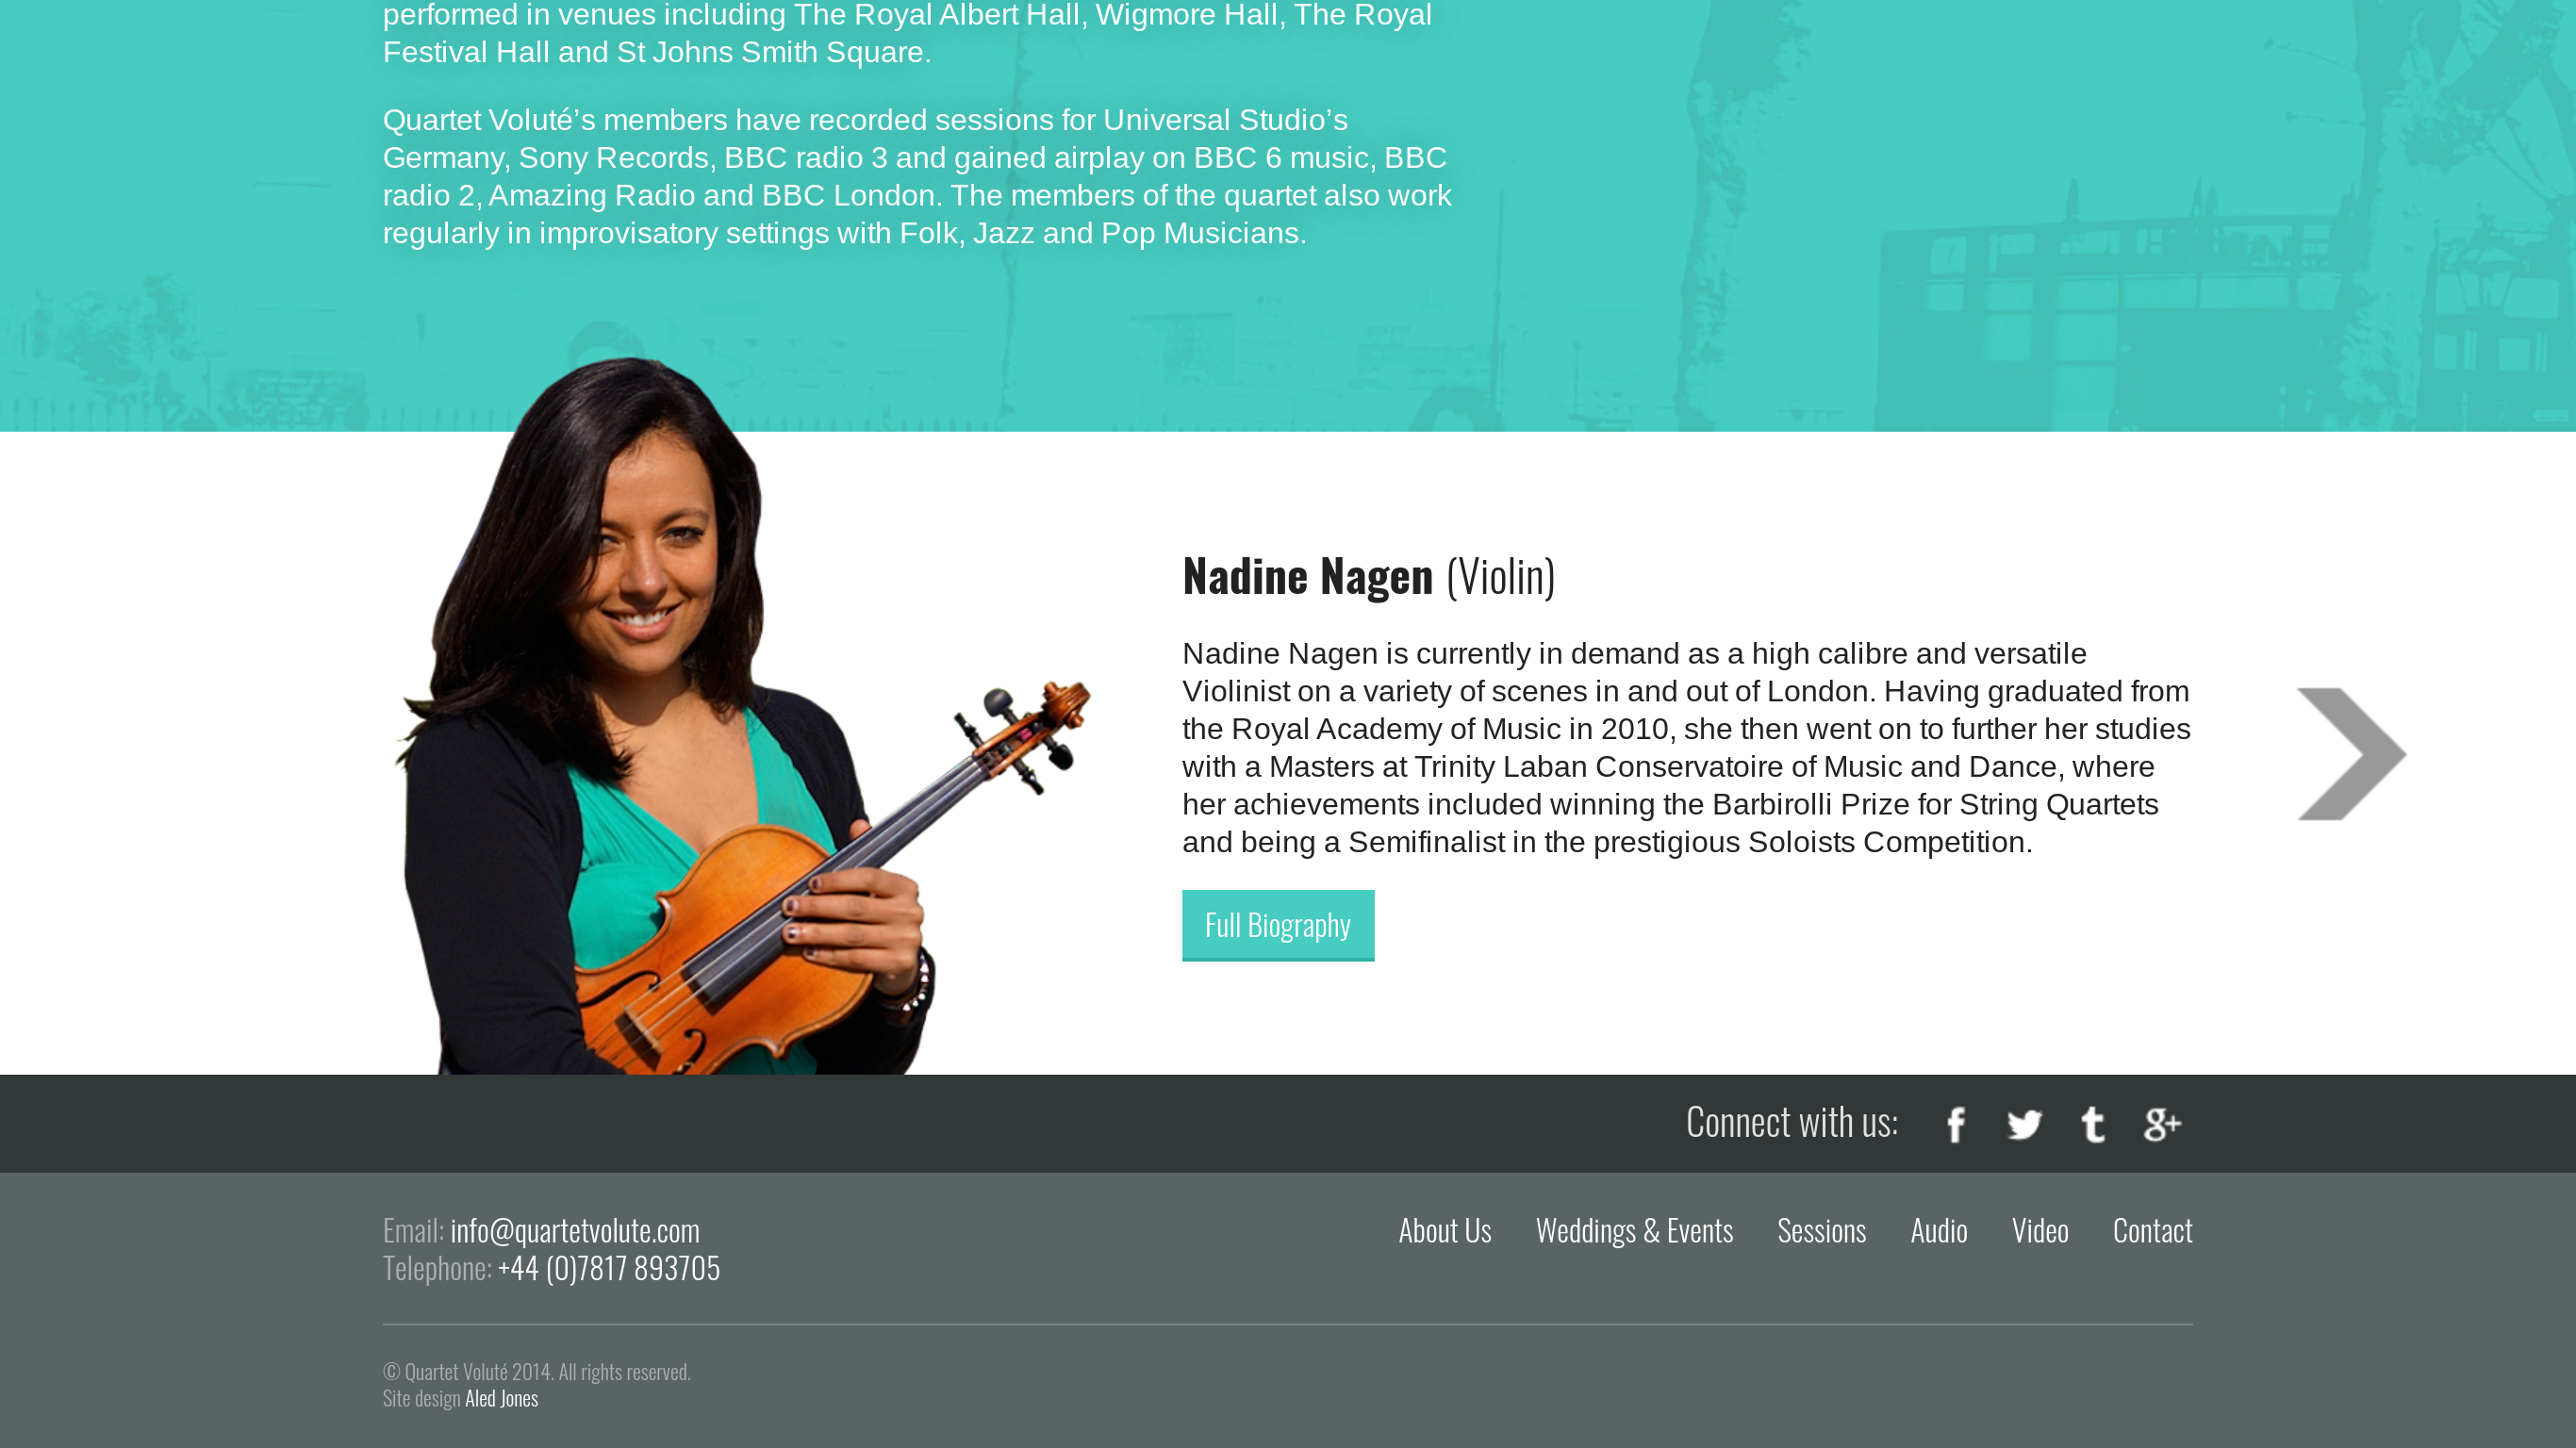 performed in venues including The Royal Albert Hall, Wigmore Hall, The Royal
Festival Hall and St Johns Smith Square.
Quartet Voluté’s members have recorded sessions for Universal Studio’s
Germany, Sony Records, BBC radio 3 and gained airplay on BBC 6 music, BBC
radio 2, Amazing Radio and BBC London. The members of the quartet also work
regularly in improvisatory settings with Folk, Jazz and Pop Musicians.
Nadine Nagen (Violin)
Nadine Nagen is currently in demand as a high calibre and versatile
Violinist on a variety of scenes in and out of London. Having graduated from
the Royal Academy of Music in 2010, she then went on to further her studies
with a Masters at Trinity Laban Conservatoire of Music and Dance, where
her achievements included winning the Barbirolli Prize for String Quartets
and being a Semifinalist in the prestigious Soloists Competition.
Full Biography
Connect with us:
Email: info@quartetvolute.com
Telephone: +44 (0)7817 893705
About Us Weddings & Events Sessions Audio Video Contact
© Quartet Voluté 2014. All rights reserved.
Site design Aled Jones